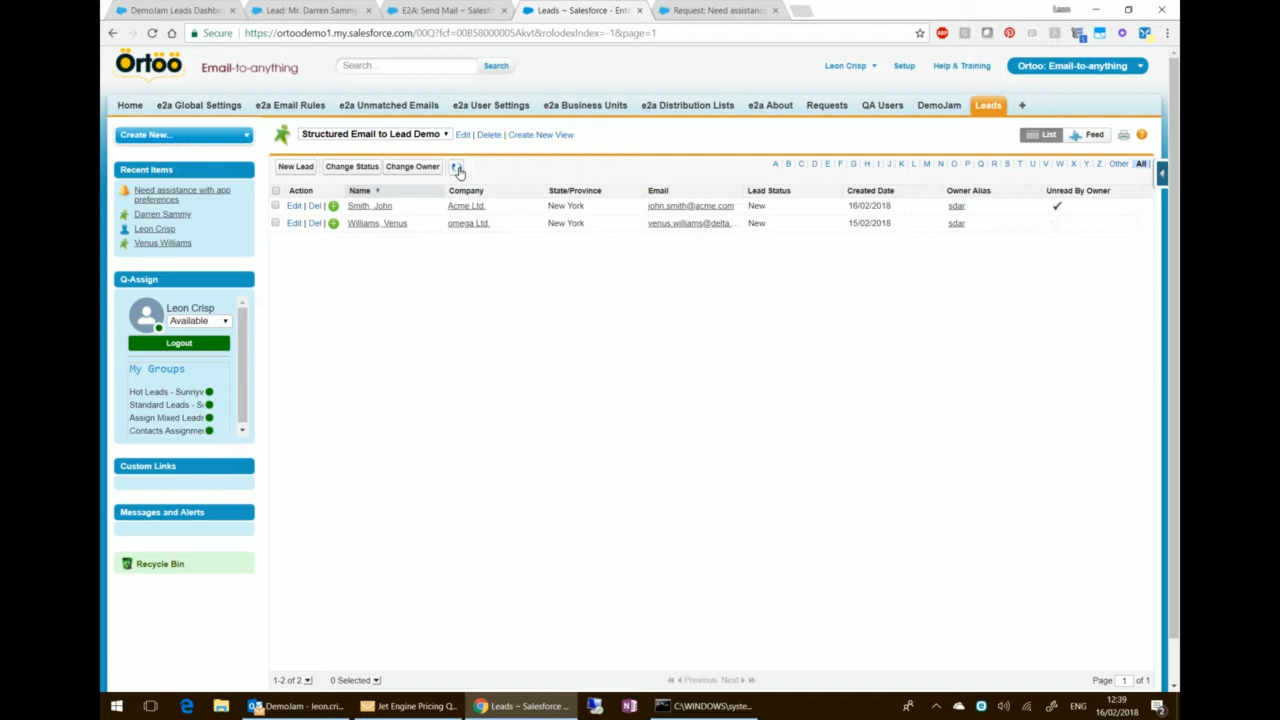 DemoJam Leads Dashbo
Lead: Mr. Darren Sammy
E2A: Send Mail ~ Salesf
Leads ~ Salesforce - Ente
Request: Need assistance
Leon
Secure
https://ortoodemo1.my.salesforce.com/00Q?fcf=00B58000005Akvt&rolodexIndex=-1&page=1
Ortoo
Email-to-anything
Search...
Search
Leon Crisp
Setup
Help & Training
Ortoo: Email-to-anything
Home e2a Global Settings e2a Email Rules e2a Unmatched Emails e2a User Settings e2a Business Units e2a Distribution Lists e2a About Requests QA Users DemoJam Leads +
Create New...
Structured Email to Lead Demo
Edit | Delete | Create New View
List
Feed
Recent Items
Need assistance with app preferences
Darren Sammy
Leon Crisp
Venus Williams
New Lead
Change Status
Change Owner
A B C D E F G H I J K L M N O P Q R S T U V W X Y Z Other All
Action Name Company State/Province Email Lead Status Created Date Owner Alias Unread By Owner
Edit | Del | Smith, John Acme Ltd. New York john.smith@acme.com New 16/02/2018 sdar
Edit | Del | Williams, Venus omega Ltd. New York venus.williams@delta... New 15/02/2018 sdar
Q-Assign
Leon Crisp
Available
Logout
My Groups
Hot Leads - Sunnyv
Standard Leads - S
Assign Mixed Leads
Contacts Assignme
Custom Links
Messages and Alerts
Recycle Bin
1-2 of 2
0 Selected
Previous Next
Page 1 of 1
DemoJam - leon.cri...
Jet Engine Pricing Q...
Leads ~ Salesforce ...
C:\WINDOWS\syste...
ENG
12:39
16/02/2018
2